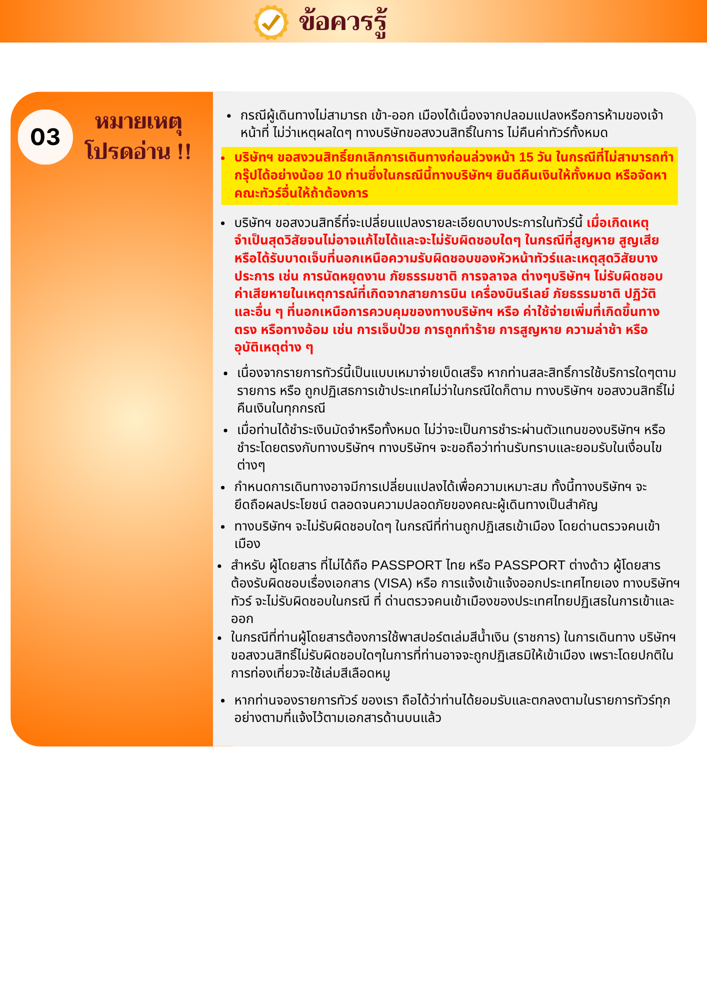 ข้อควรรู้
03
หมายเหตุ
โปรดอ่าน !!
• กรณีผู้เดินทางไม่สามารถ เข้า-ออก เมืองได้เนื่องจากปลอมแปลงหรือการห้ามของเจ้า
หน้าที่ ไม่ว่าเหตุผลใดๆ ทางบริษัทขอสงวนสิทธิ์ในการ ไม่คืนค่าทัวร์ทั้งหมด
• บริษัทฯ ขอสงวนสิทธิ์ยกเลิกการเดินทางก่อนล่วงหน้า 15 วัน ในกรณีที่ไม่สามารถทำ
กรุ๊ปได้อย่างน้อย 10 ท่านซึ่งในกรณีนี้ทางบริษัทฯ ยินดีคืนเงินให้ทั้งหมด หรือจัดหา
คณะทัวร์อื่นให้ถ้าต้องการ
• บริษัทฯ ขอสงวนสิทธิ์ที่จะเปลี่ยนแปลงรายละเอียดบางประการในทัวร์นี้ เมื่อเกิดเหตุ
จำเป็นสุดวิสัยจนไม่อาจแก้ไขได้และจะไม่รับผิดชอบใดๆ ในกรณีที่สูญหาย สูญเสีย
หรือได้รับบาดเจ็บที่นอกเหนือความรับผิดชอบของหัวหน้าทัวร์และเหตุสุดวิสัยบาง
ประการ เช่น การนัดหยุดงาน ภัยธรรมชาติ การจลาจล ต่างๆบริษัทฯ ไม่รับผิดชอบ
ค่าเสียหายในเหตุการณ์ที่เกิดจากสายการบิน เครื่องบินรีเลย์ ภัยธรรมชาติ ปฏิวัติ
และอื่น ๆ ที่นอกเหนือการควบคุมของทางบริษัทฯ หรือ ค่าใช้จ่ายเพิ่มที่เกิดขึ้นทาง
ตรง หรือทางอ้อม เช่น การเจ็บป่วย การถูกทำร้าย การสูญหาย ความล่าช้า หรือ
อุบัติเหตุต่าง ๆ
• เนื่องจากรายการทัวร์นี้เป็นแบบเหมาจ่ายเบ็ดเสร็จ หากท่านสละสิทธิ์การใช้บริการใดๆตาม
รายการ หรือ ถูกปฏิเสธการเข้าประเทศไม่ว่าในกรณีใดก็ตาม ทางบริษัทฯ ขอสงวนสิทธิ์ไม่
คืนเงินในทุกกรณี
• เมื่อท่านได้ชำระเงินมัดจำหรือทั้งหมด ไม่ว่าจะเป็นการชำระผ่านตัวแทนของบริษัทฯ หรือ
ชำระโดยตรงกับทางบริษัทฯ ทางบริษัทฯ จะขอถือว่าท่านรับทราบและยอมรับในเงื่อนไข
ต่างๆ
• กำหนดการเดินทางอาจมีการเปลี่ยนแปลงได้เพื่อความเหมาะสม ทั้งนี้ทางบริษัทฯ จะ
ยึดถือผลประโยชน์ ตลอดจนความปลอดภัยของคณะผู้เดินทางเป็นสำคัญ
• ทางบริษัทฯ จะไม่รับผิดชอบใดๆ ในกรณีที่ท่านถูกปฏิเสธเข้าเมือง โดยด่านตรวจคนเข้า
เมือง
• สำหรับ ผู้โดยสาร ที่ไม่ได้ถือ PASSPORT ไทย หรือ PASSPORT ต่างด้าว ผู้โดยสาร
ต้องรับผิดชอบเรื่องเอกสาร (VISA) หรือ การแจ้งเข้าแจ้งออกประเทศไทยเอง ทางบริษัทฯ
ทัวร์ จะไม่รับผิดชอบในกรณี ที่ ด่านตรวจคนเข้าเมืองของประเทศไทยปฏิเสธในการเข้าและ
ออก
• ในกรณีที่ท่านผู้โดยสารต้องการใช้พาสปอร์ตเล่มสีน้ำเงิน (ราชการ) ในการเดินทาง บริษัทฯ
ขอสงวนสิทธิ์ไม่รับผิดชอบใดๆในการที่ท่านอาจจะถูกปฏิเสธมิให้เข้าเมือง เพราะโดยปกติใน
การท่องเที่ยวจะใช้เล่มสีเลือดหมู
• หากท่านจองรายการทัวร์ ของเรา ถือได้ว่าท่านได้ยอมรับและตกลงตามในรายการทัวร์ทุก
อย่างตามที่แจ้งไว้ตามเอกสารด้านบนแล้ว